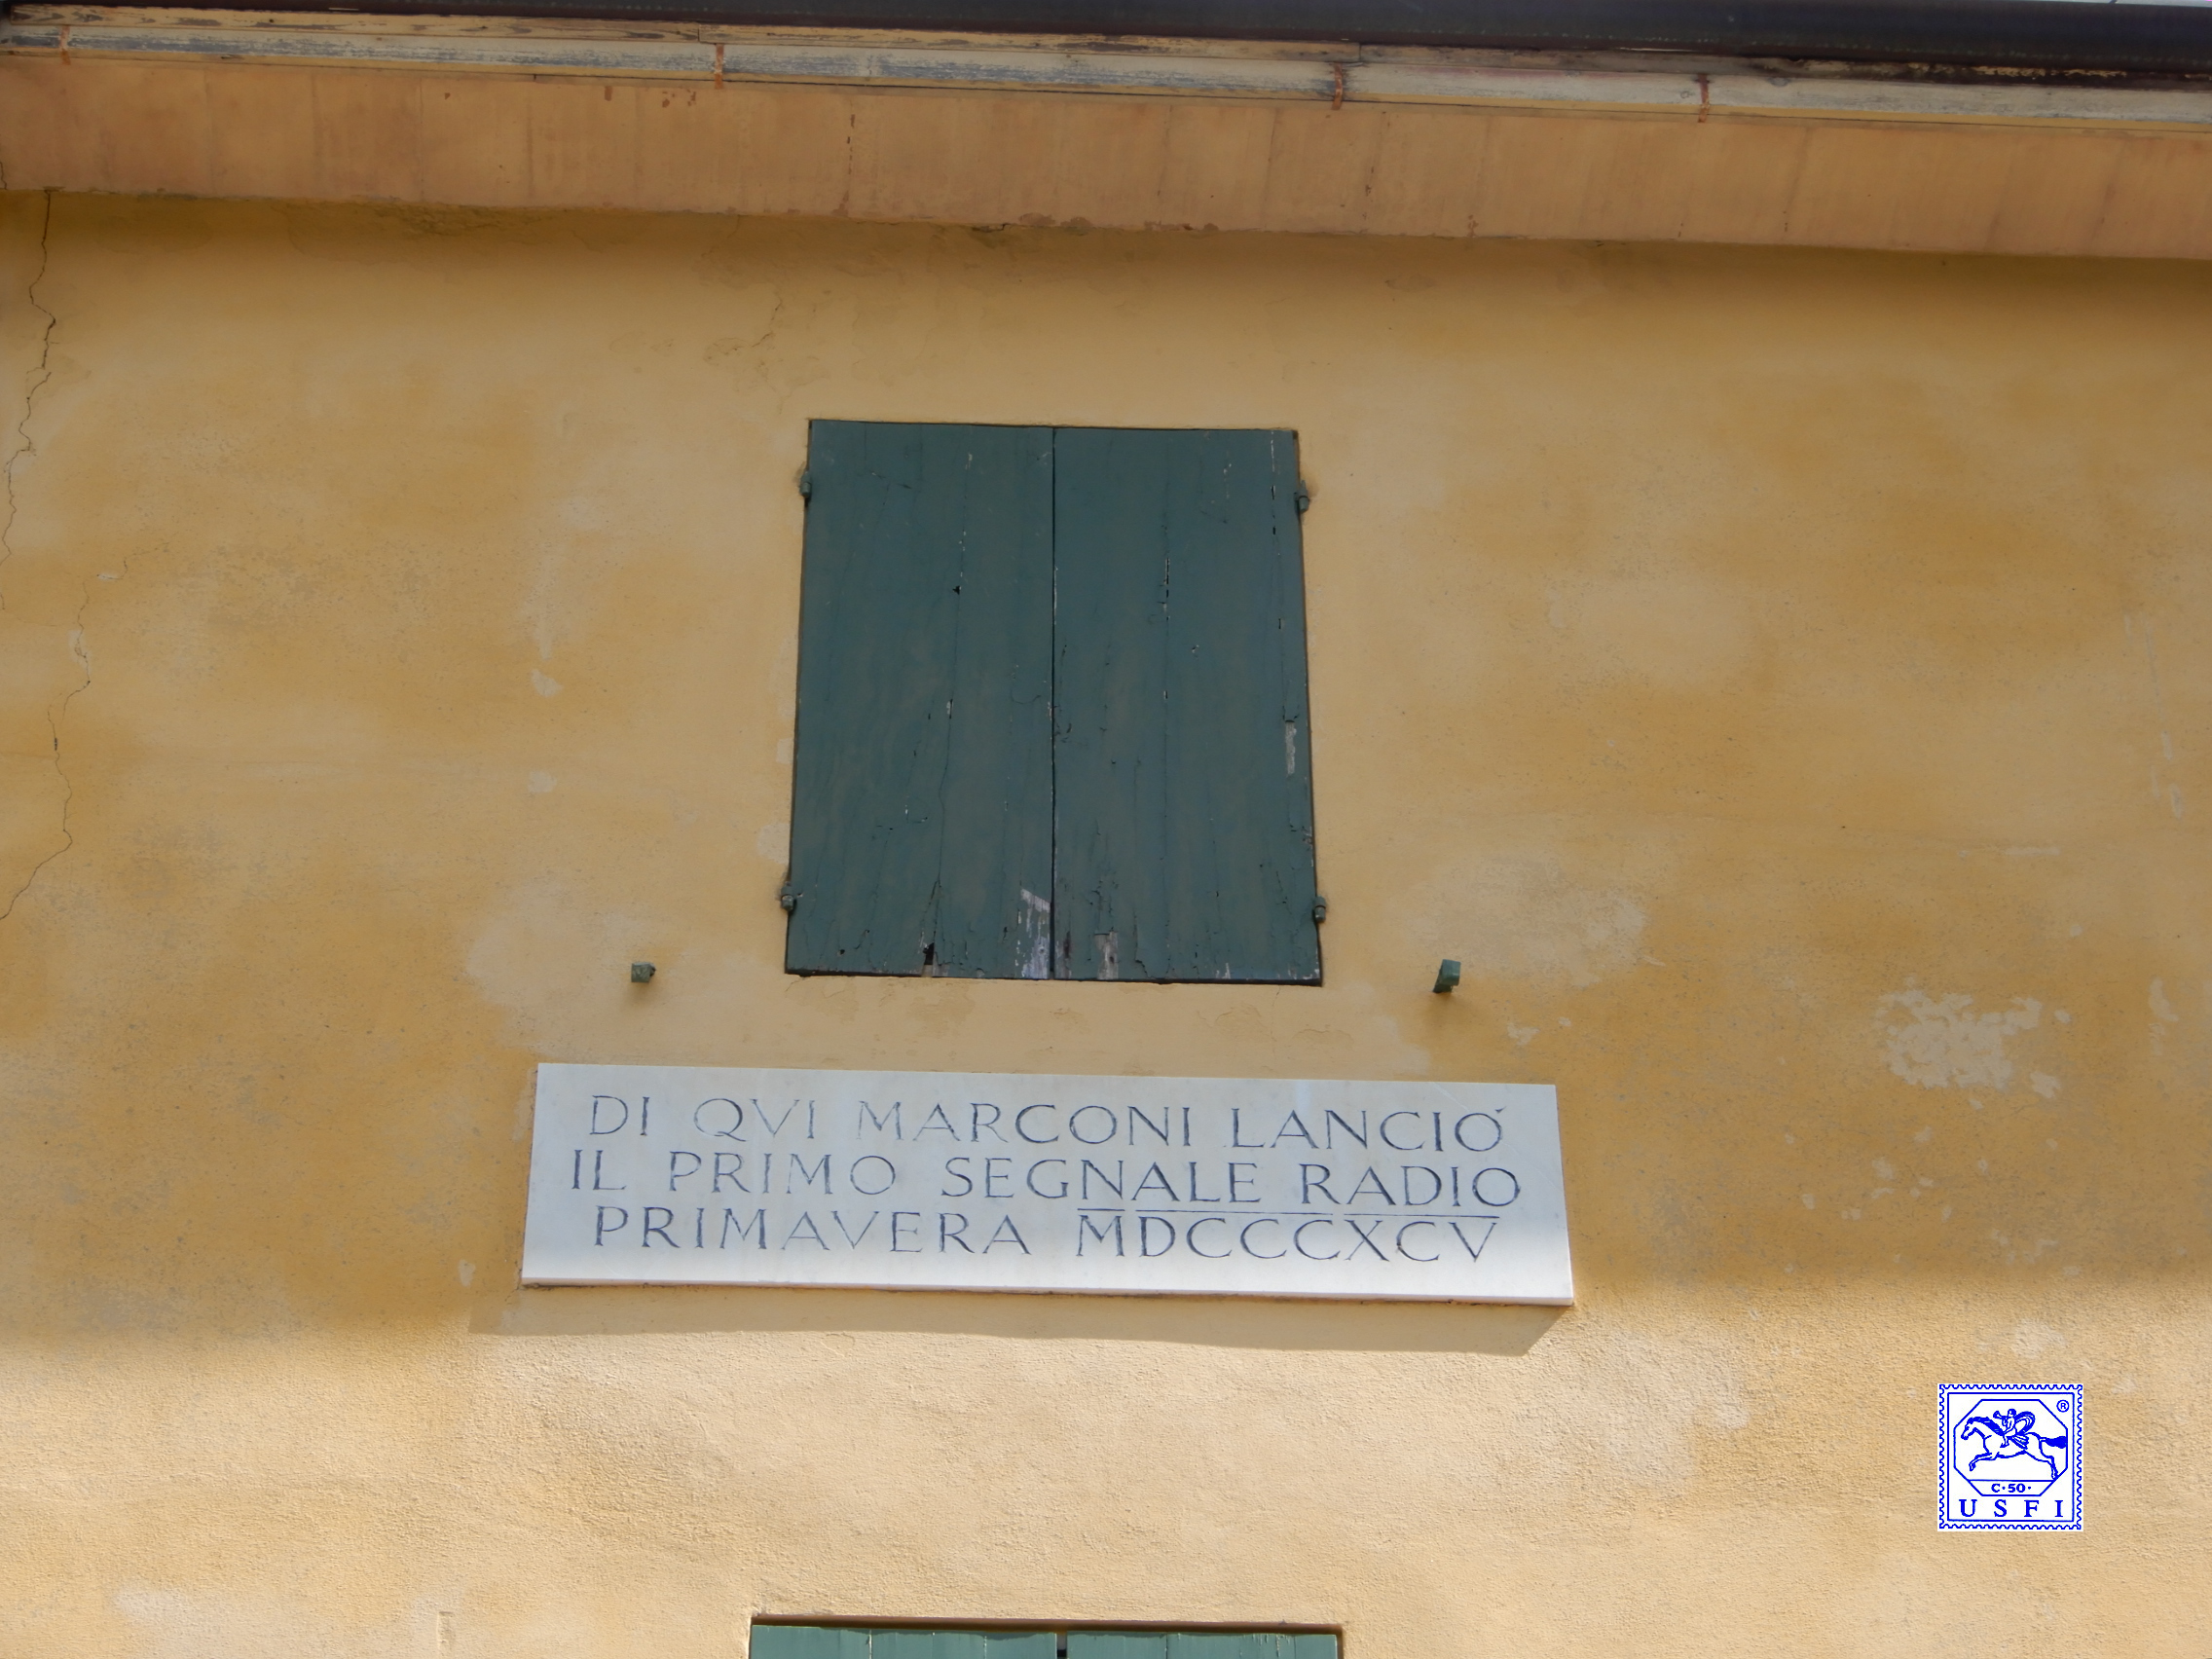 DI QVI MARCONI LANCIÒ
IL PRIMO SEGNALE RADIO
PRIMAVERA MDCCCXCV
®
C·50·
USFI